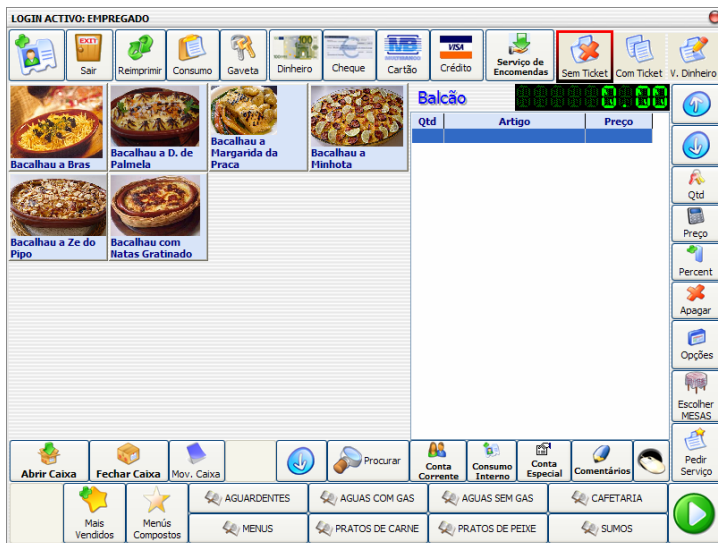 LOGIN ACTIVO: EMPREGADO
EXIT
Sair
Reimprimir
Consumo
Gaveta
100
Dinheiro
Cheque
MB
Cartão
VISA
Crédito
Serviço de
Encomendas
Sem Ticket
Com Ticket
V. Dinheiro
Bacalhau a Bras
Bacalhau a D. de
Palmela
Bacalhau a
Margarida da
Praca
Bacalhau a
Minhota
Bacalhau a Ze do
Pipo
Bacalhau com
Natas Gratinado
Balcão
0.00
Qtd
Artigo
Preço
Qtd
Preço
Percent
Apagar
Opções
Escolher
MESAS
Pedir
Serviço
Abrir Caixa
Fechar Caixa
Mov. Caixa
Procurar
Conta
Corrente
Consumo
Interno
Conta
Especial
Comentários
Mais
Vendidos
Menús
Compostos
AGUARDENTES
AGUAS COM GAS
AGUAS SEM GAS
CAFETARIA
MENUS
PRATOS DE CARNE
PRATOS DE PEIXE
SUMOS